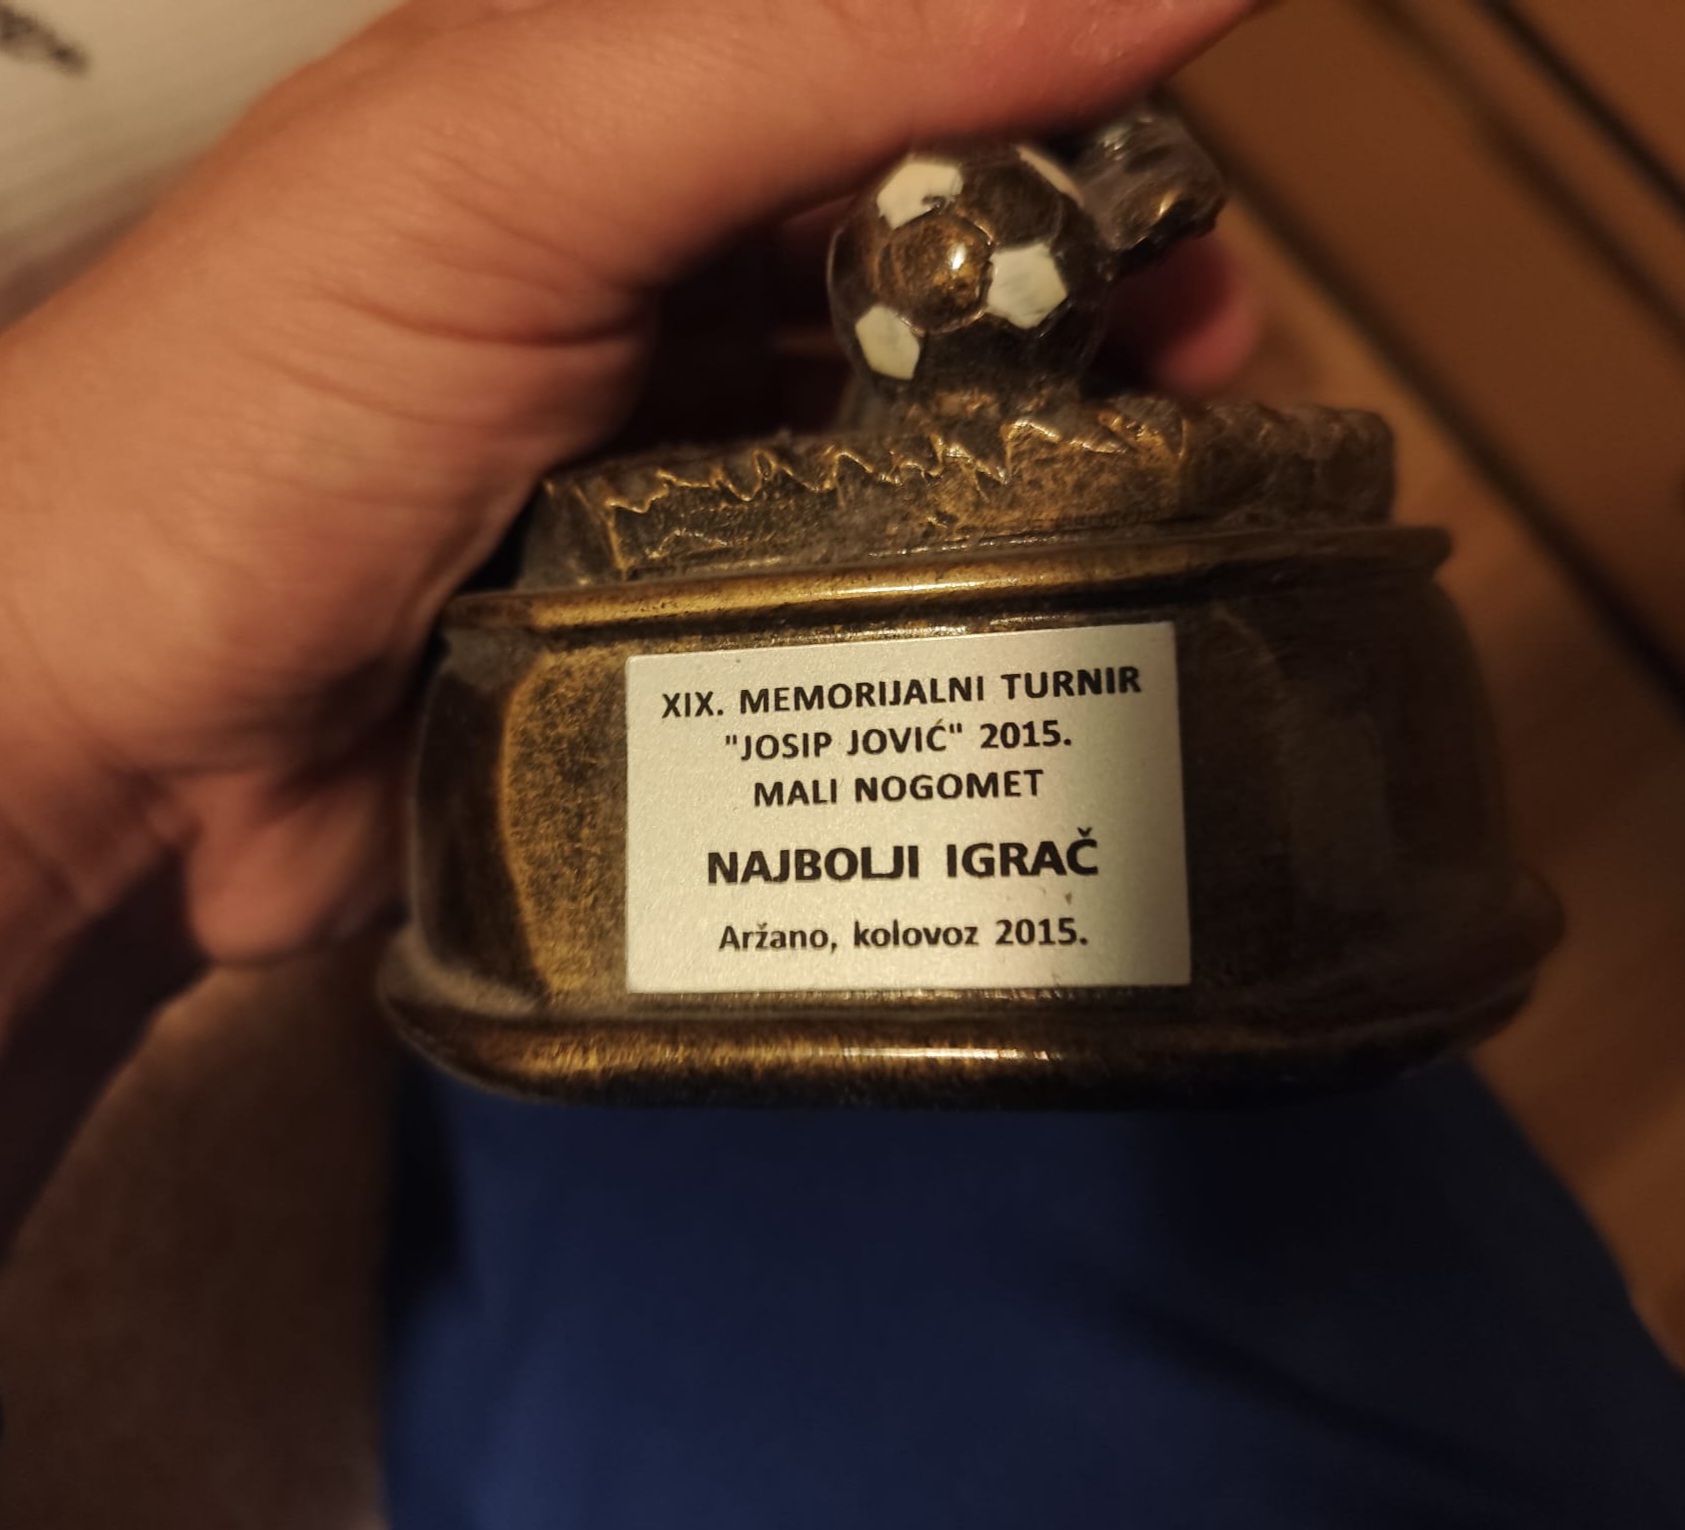 XIX. MEMORIJALNI TURNIR
"JOSIP JOVIĆ" 2015.
MALI NOGOMET
NAJBOLJI IGRAČ
Aržano, kolovoz 2015.